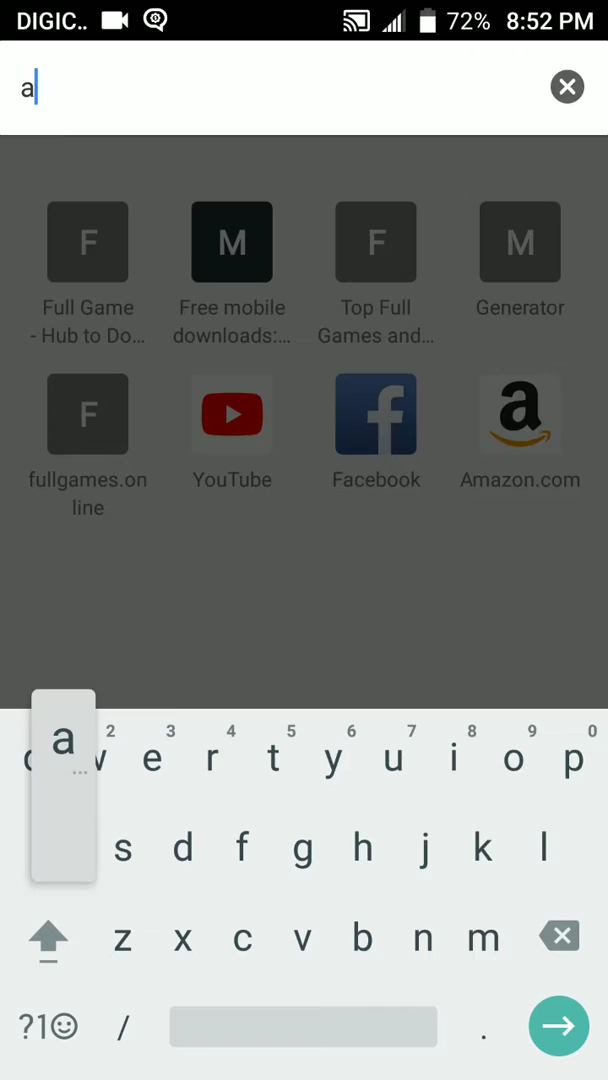 DIGIC.. 72% 8:52 PM
a
F M F M
Full Game Free mobile Top Full Generator
- Hub to Do... downloads:... Games and...
F f a
fullgames.on YouTube Facebook Amazon.com
line
a
2 3 4 5 6 7 8 9 0
e r t y u i o p
s d f g h j k l
z x c v b n m
?1☺ / .